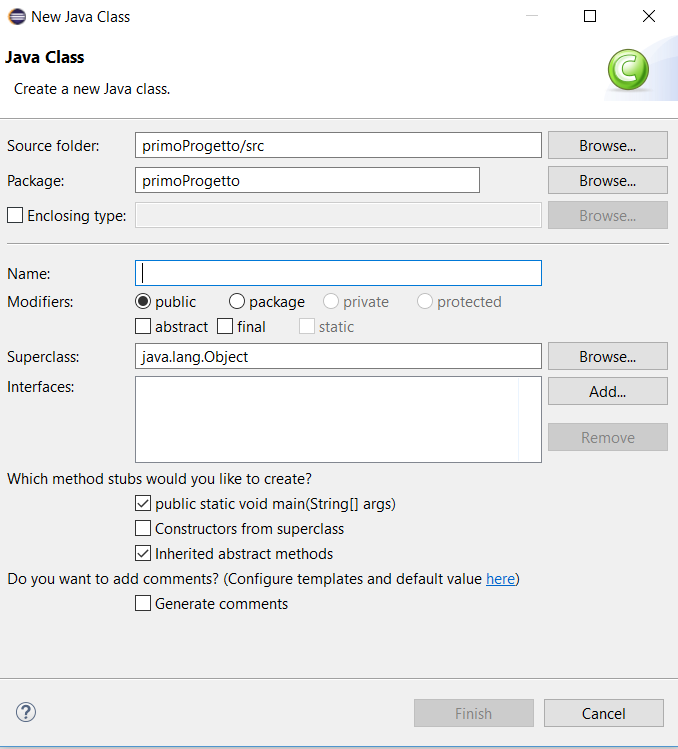 New Java Class
Java Class
Create a new Java class.
Source folder: primoProgetto/src Browse...
Package: primoProgetto Browse...
Enclosing type: Browse...
Name:
Modifiers: public package private protected
abstract final static
Superclass: java.lang.Object Browse...
Interfaces: Add...
Remove
Which method stubs would you like to create?
public static void main(String[] args)
Constructors from superclass
Inherited abstract methods
Do you want to add comments? (Configure templates and default value here)
Generate comments
? Finish Cancel